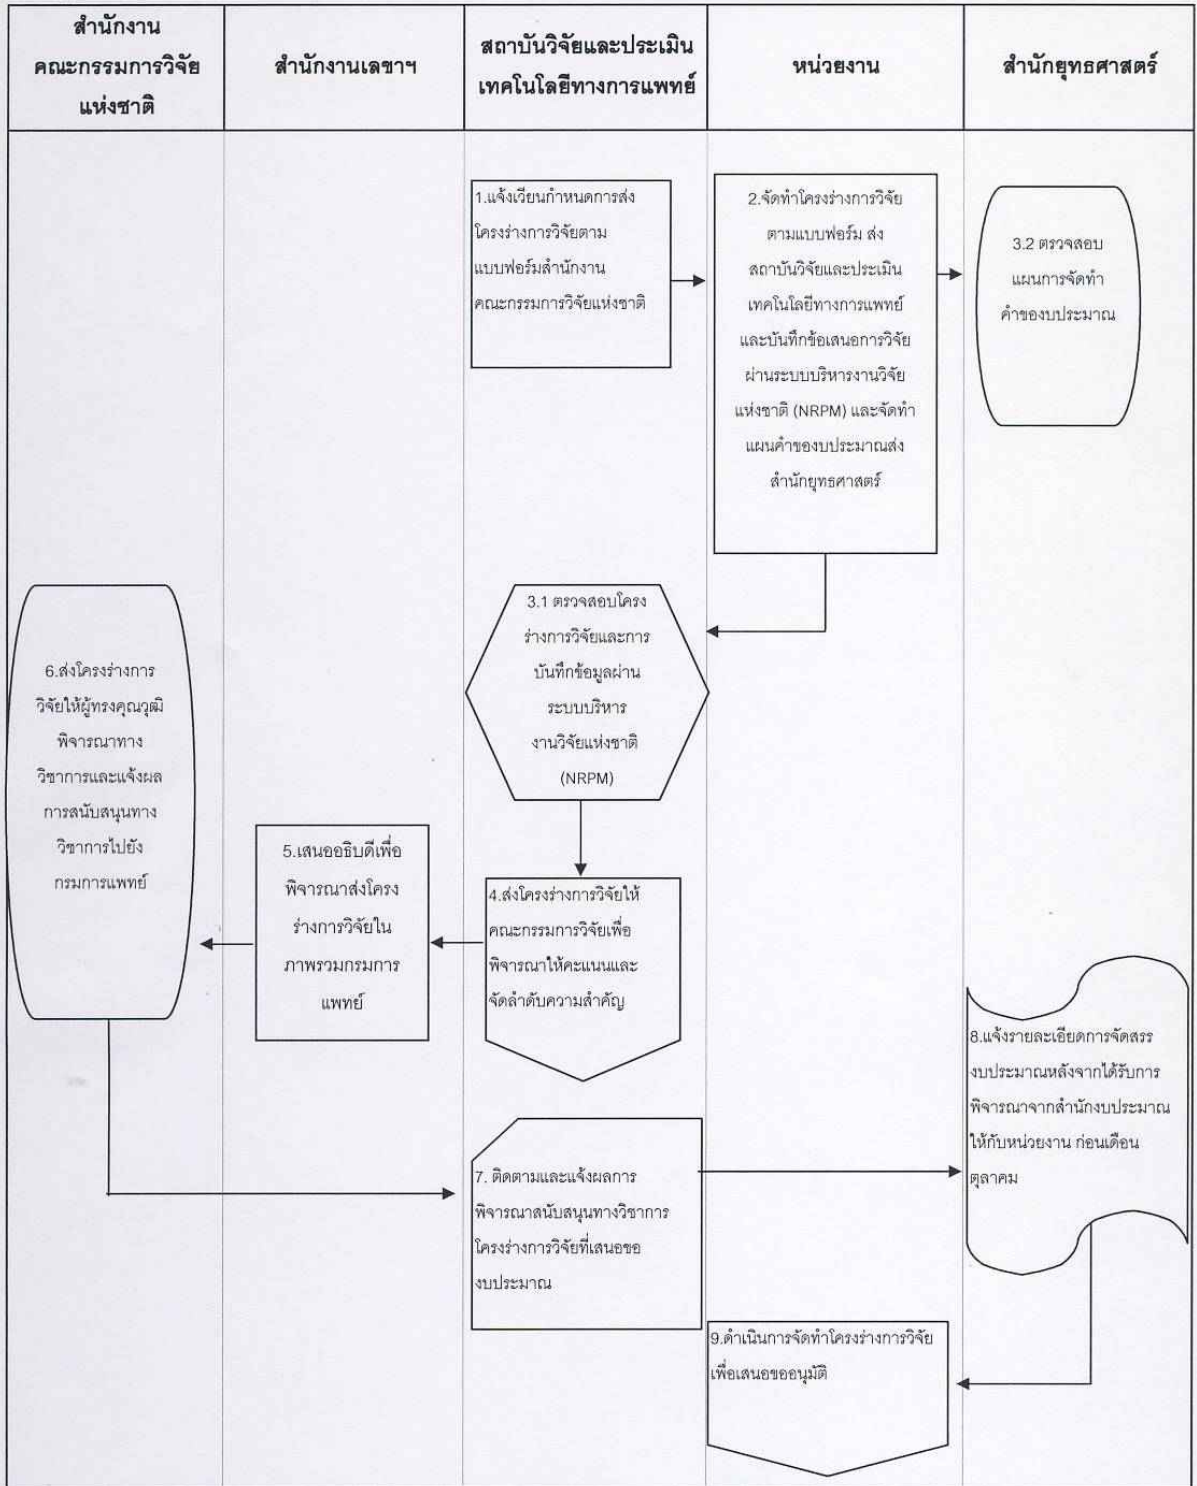 สำนักงาน
คณะกรรมการวิจัย
แห่งชาติ
สำนักงานเลขาฯ
สถาบันวิจัยและประเมิน
เทคโนโลยีทางการแพทย์
หน่วยงาน
สำนักยุทธศาสตร์
1.แจ้งเวียนกำหนดการส่ง
โครงร่างการวิจัยตาม
แบบฟอร์มสำนักงาน
คณะกรรมการวิจัยแห่งชาติ
2.จัดทำโครงร่างการวิจัย
ตามแบบฟอร์ม ส่ง
สถาบันวิจัยและประเมิน
เทคโนโลยีทางการแพทย์
และบันทึกข้อเสนอการวิจัย
ผ่านระบบบริหารงานวิจัย
แห่งชาติ (NRPM) และจัดทำ
แผนคำของบประมาณส่ง
สำนักยุทธศาสตร์
3.2 ตรวจสอบ
แผนการจัดทำ
คำของบประมาณ
3.1 ตรวจสอบโครง
ร่างการวิจัยและการ
บันทึกข้อมูลผ่าน
ระบบบริหาร
งานวิจัยแห่งชาติ
(NRPM)
4.ส่งโครงร่างการวิจัยให้
คณะกรรมการวิจัยเพื่อ
พิจารณาให้คะแนนและ
จัดลำดับความสำคัญ
5.เสนออธิบดีเพื่อ
พิจารณาส่งโครง
ร่างการวิจัยใน
ภาพรวมกรมการ
แพทย์
6.ส่งโครงร่างการ
วิจัยให้ผู้ทรงคุณวุฒิ
พิจารณาทาง
วิชาการและแจ้งผล
การสนับสนุนทาง
วิชาการไปยัง
กรมการแพทย์
7. ติดตามและแจ้งผลการ
พิจารณาสนับสนุนทางวิชาการ
โครงร่างการวิจัยที่เสนอขอ
งบประมาณ
8.แจ้งรายละเอียดการจัดสรร
งบประมาณหลังจากได้รับการ
พิจารณาจากสำนักงบประมาณ
ให้กับหน่วยงาน ก่อนเดือน
ตุลาคม
9.ดำเนินการจัดทำโครงร่างการวิจัย
เพื่อเสนอขออนุมัติ